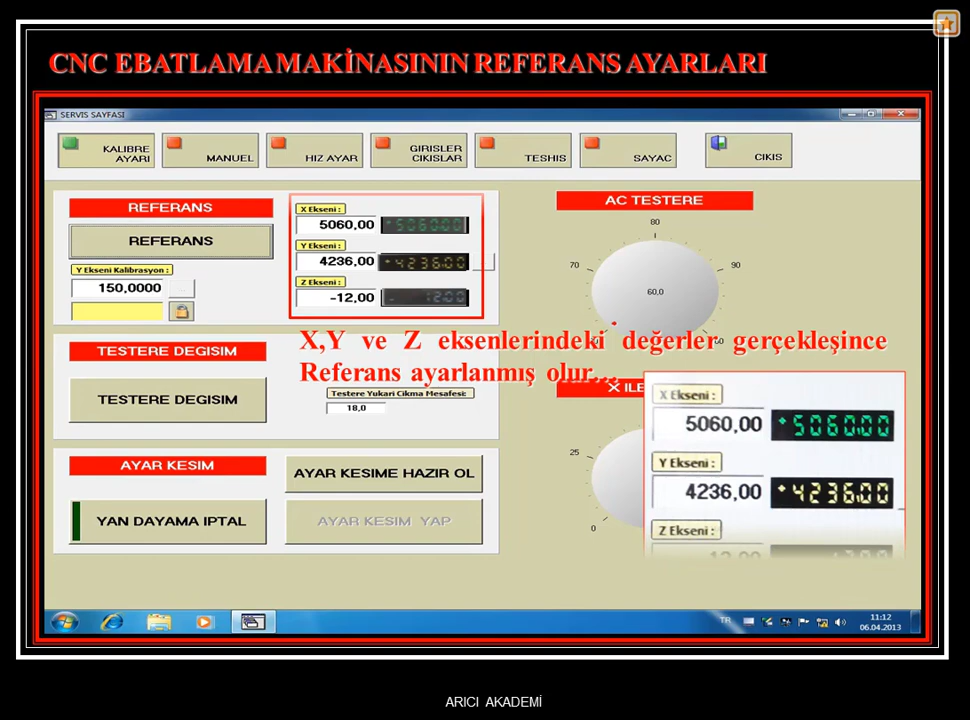 CNC EBATLAMA MAKİNASININ REFERANS AYARLARI
SERVIS SAYFASI
KALIBRE AYARI
MANUEL
HIZ AYAR
GIRISLER CIKISLAR
TESHIS
SAYAC
CIKIS
REFERANS
REFERANS
Y Ekseni Kalibrasyon :
150,0000
X Ekseni :
5060,00 +5060.00
Y Ekseni :
4236,00 +4236.00
Z Ekseni :
-12,00 - 12.00
AC TESTERE
70
80
90
60,0
X,Y ve Z eksenlerindeki değerler gerçekleşince
Referans ayarlanmış olur…
TESTERE DEGISIM
TESTERE DEGISIM
Testere Yukari Cikma Mesafesi:
18,0
X ILE
25
0
X Ekseni :
5060,00 +5060.00
Y Ekseni :
4236,00 +4236.00
Z Ekseni :
AYAR KESIM
AYAR KESIME HAZIR OL
YAN DAYAMA IPTAL
AYAR KESIM YAP
TR
11:12
06.04.2013
ARICI AKADEMİ